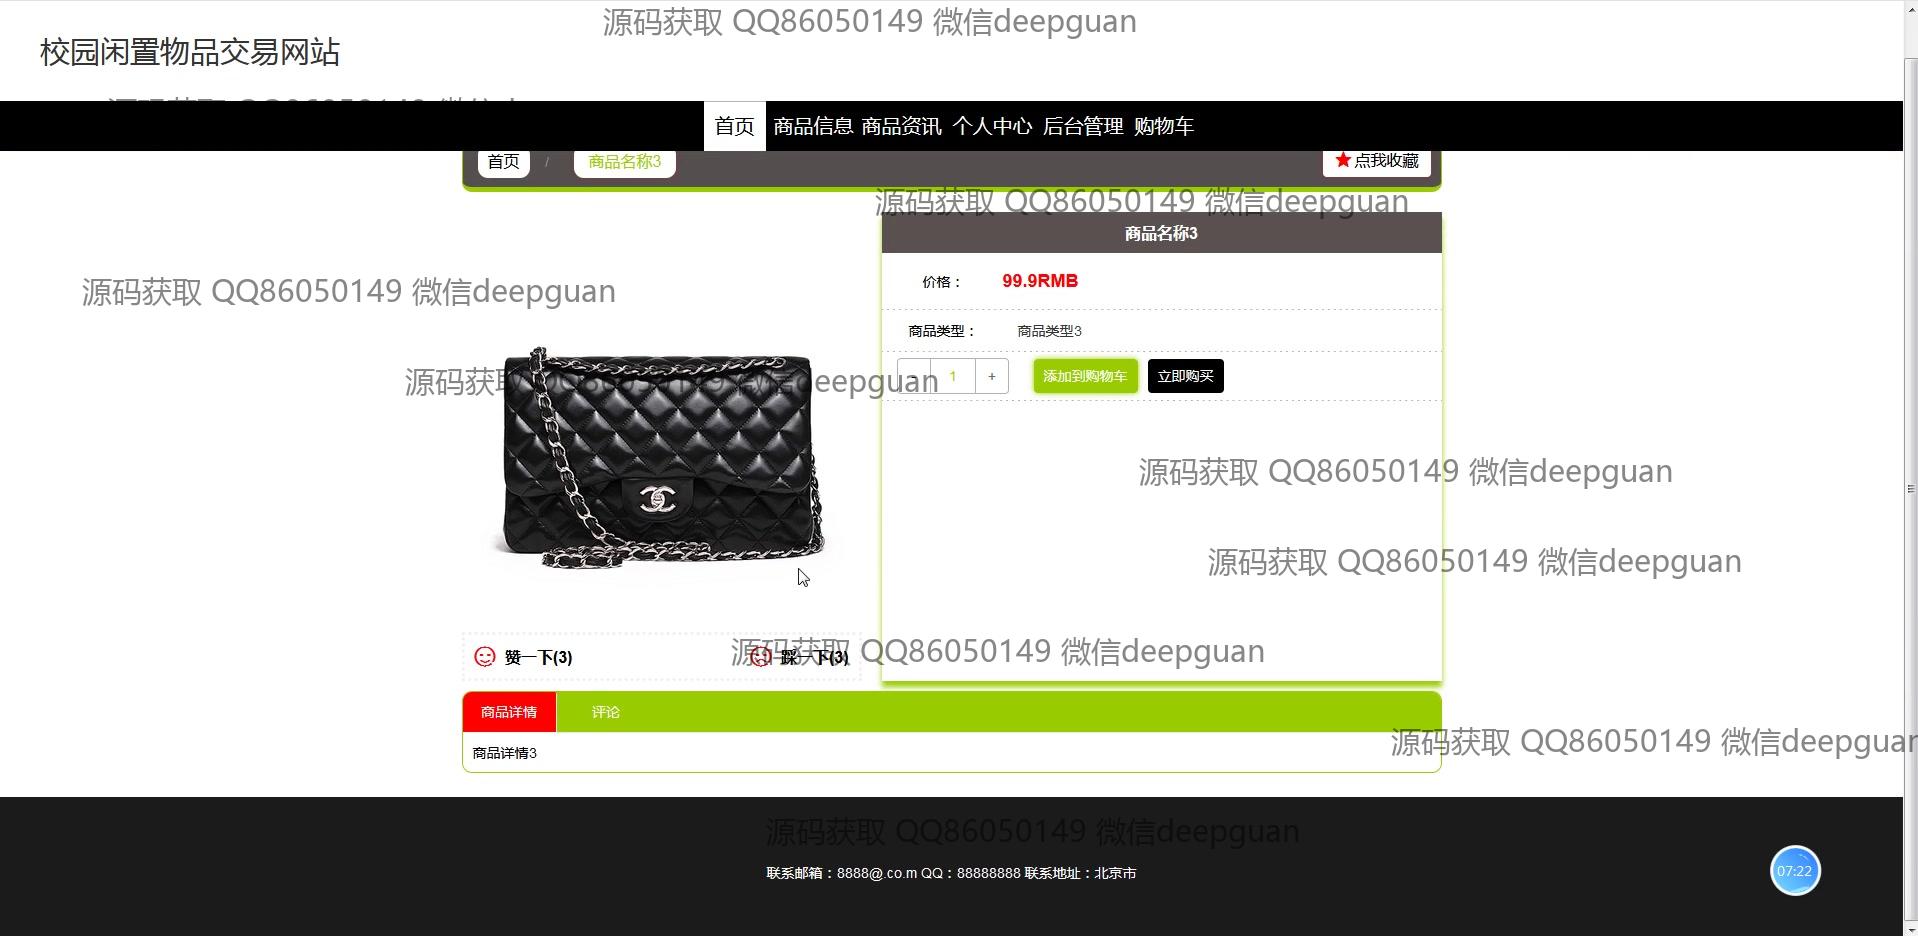 源码获取 QQ86050149 微信deepguan
校园闲置物品交易网站
首页 商品信息 商品资讯 个人中心 后台管理 购物车
首页 / 商品名称3
点我收藏
源码获取 QQ86050149 微信deepguan
商品名称3
价格： 99.9RMB
源码获取 QQ86050149 微信deepguan
商品类型： 商品类型3
源码获取 QQ86050149 微信deepguan
- 1 + 添加到购物车 立即购买
源码获取 QQ86050149 微信deepguan
源码获取 QQ86050149 微信deepguan
源码获取 QQ86050149 微信deepguan
赞一下(3) 踩一下(3)
商品详情 评论
源码获取 QQ86050149 微信deepguan
商品详情3
源码获取 QQ86050149 微信deepguan
联系邮箱：8888@.co.m QQ：88888888 联系地址：北京市
07:22